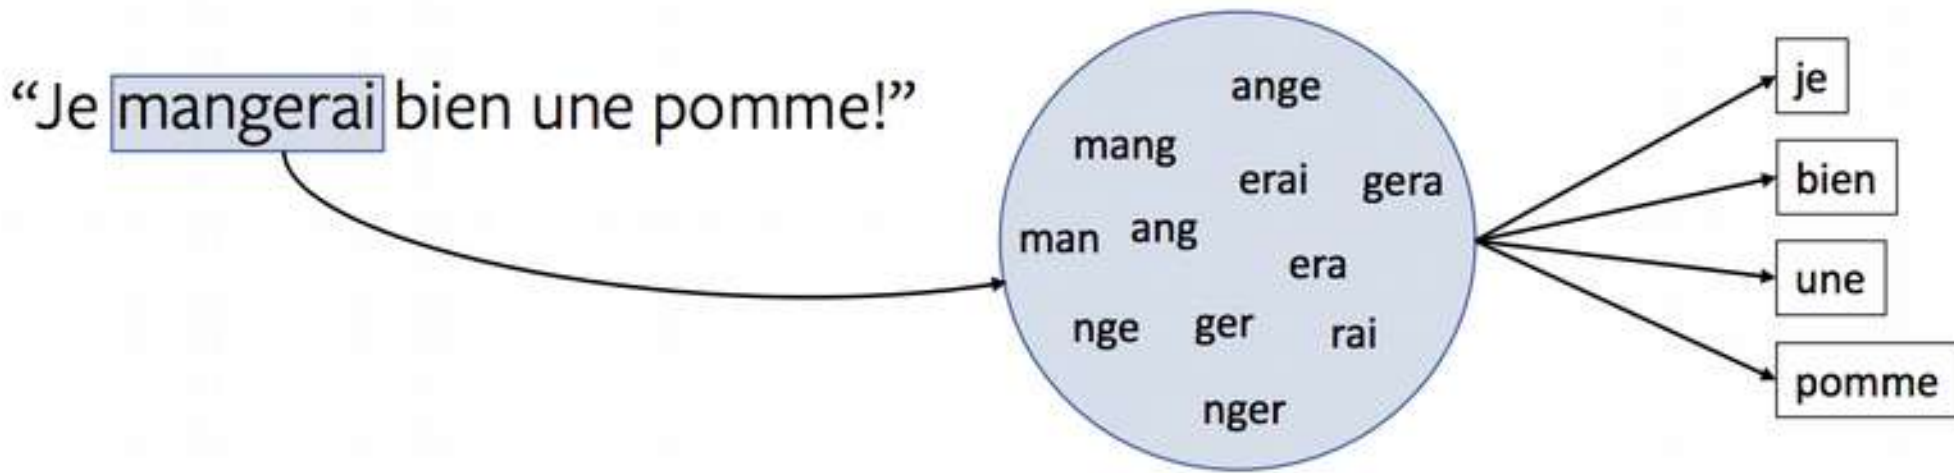 “Je mangerai bien une pomme!”
ange
mang
erai gera
man ang
era
nge ger rai
nger
je
bien
une
pomme